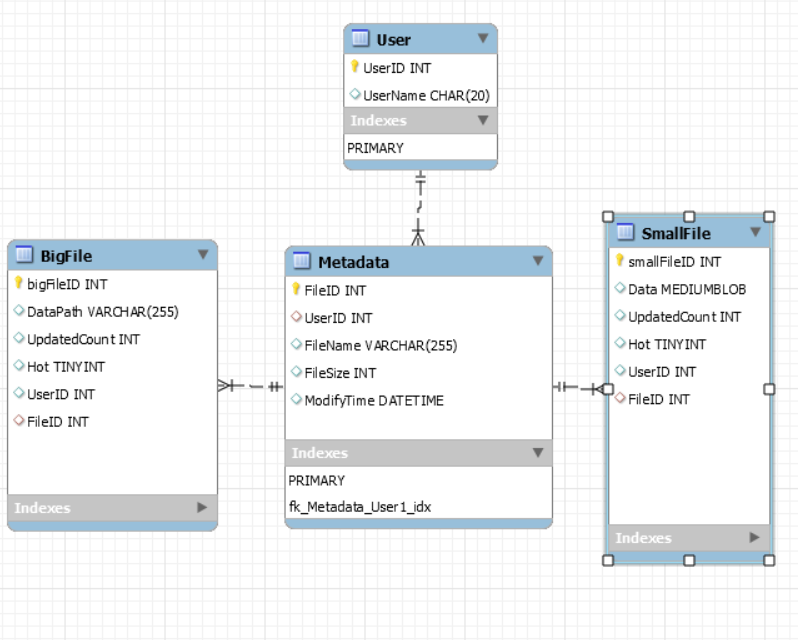 User
UserID INT
UserName CHAR(20)
Indexes
PRIMARY
BigFile
bigFileID INT
DataPath VARCHAR(255)
UpdatedCount INT
Hot TINYINT
UserID INT
FileID INT
Indexes
Metadata
FileID INT
UserID INT
FileName VARCHAR(255)
FileSize INT
ModifyTime DATETIME
Indexes
PRIMARY
fk_Metadata_User1_idx
SmallFile
smallFileID INT
Data MEDIUMBLOB
UpdatedCount INT
Hot TINYINT
UserID INT
FileID INT
Indexes